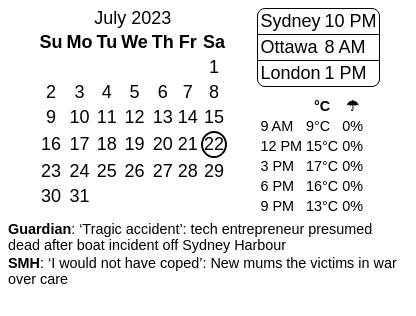 July 2023
Su Mo Tu We Th Fr Sa
1
2 3 4 5 6 7 8
9 10 11 12 13 14 15
16 17 18 19 20 21 22
23 24 25 26 27 28 29
30 31
Sydney 10 PM
Ottawa 8 AM
London 1 PM
°C ☂
9 AM 9°C 0%
12 PM 15°C 0%
3 PM 17°C 0%
6 PM 16°C 0%
9 PM 13°C 0%
Guardian: ‘Tragic accident’: tech entrepreneur presumed
dead after boat incident off Sydney Harbour
SMH: ‘I would not have coped’: New mums the victims in war
over care